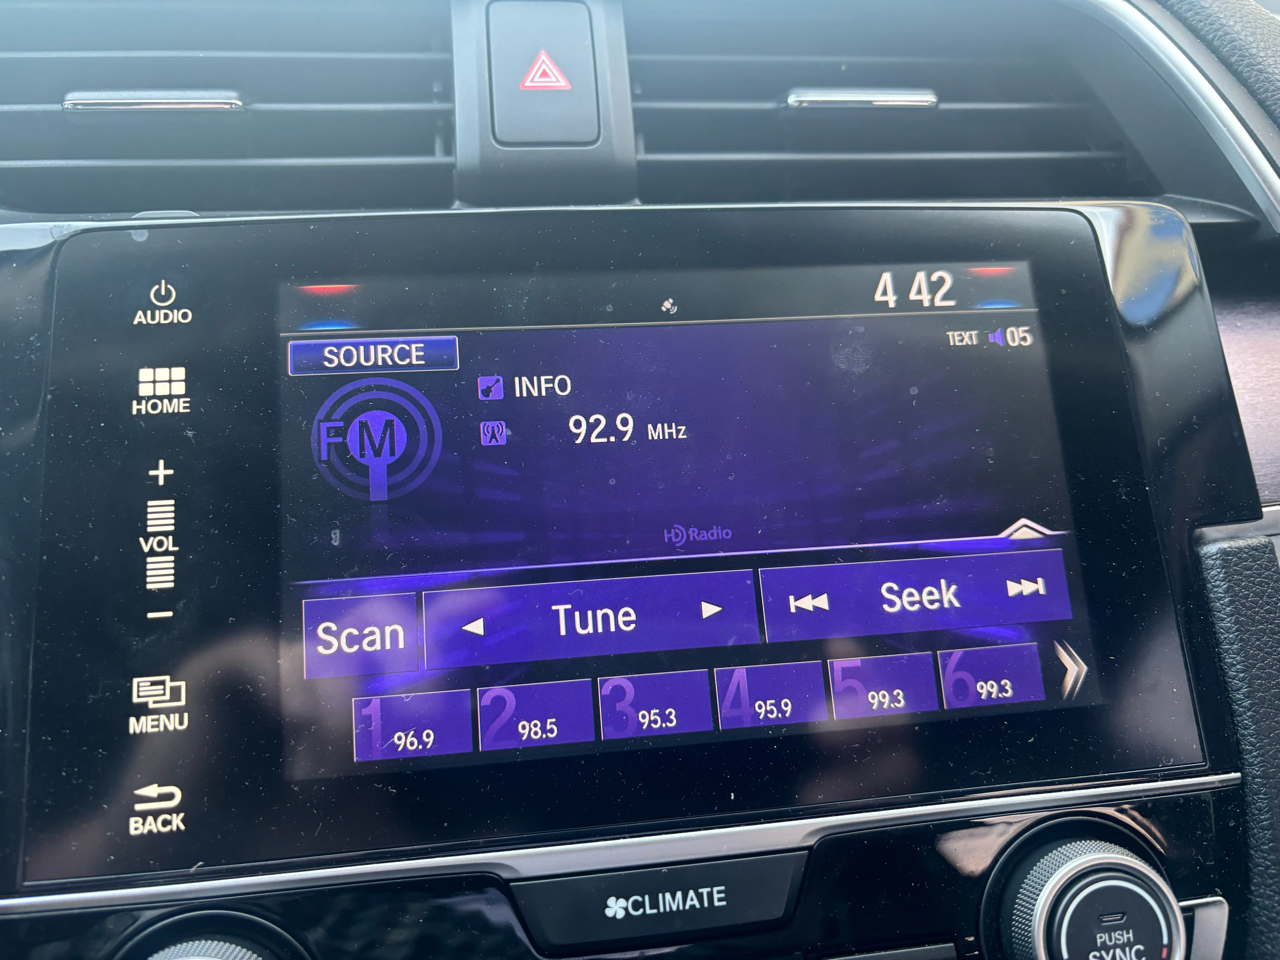 4 42
AUDIO
SOURCE
TEXT 05
INFO
HOME
FM
92.9 MHz
+
VOL
HD Radio
−
Scan
Tune
Seek
MENU
1 96.9
2 98.5
3 95.3
4 95.9
5 99.3
6 99.3
BACK
CLIMATE
PUSH
SYNC